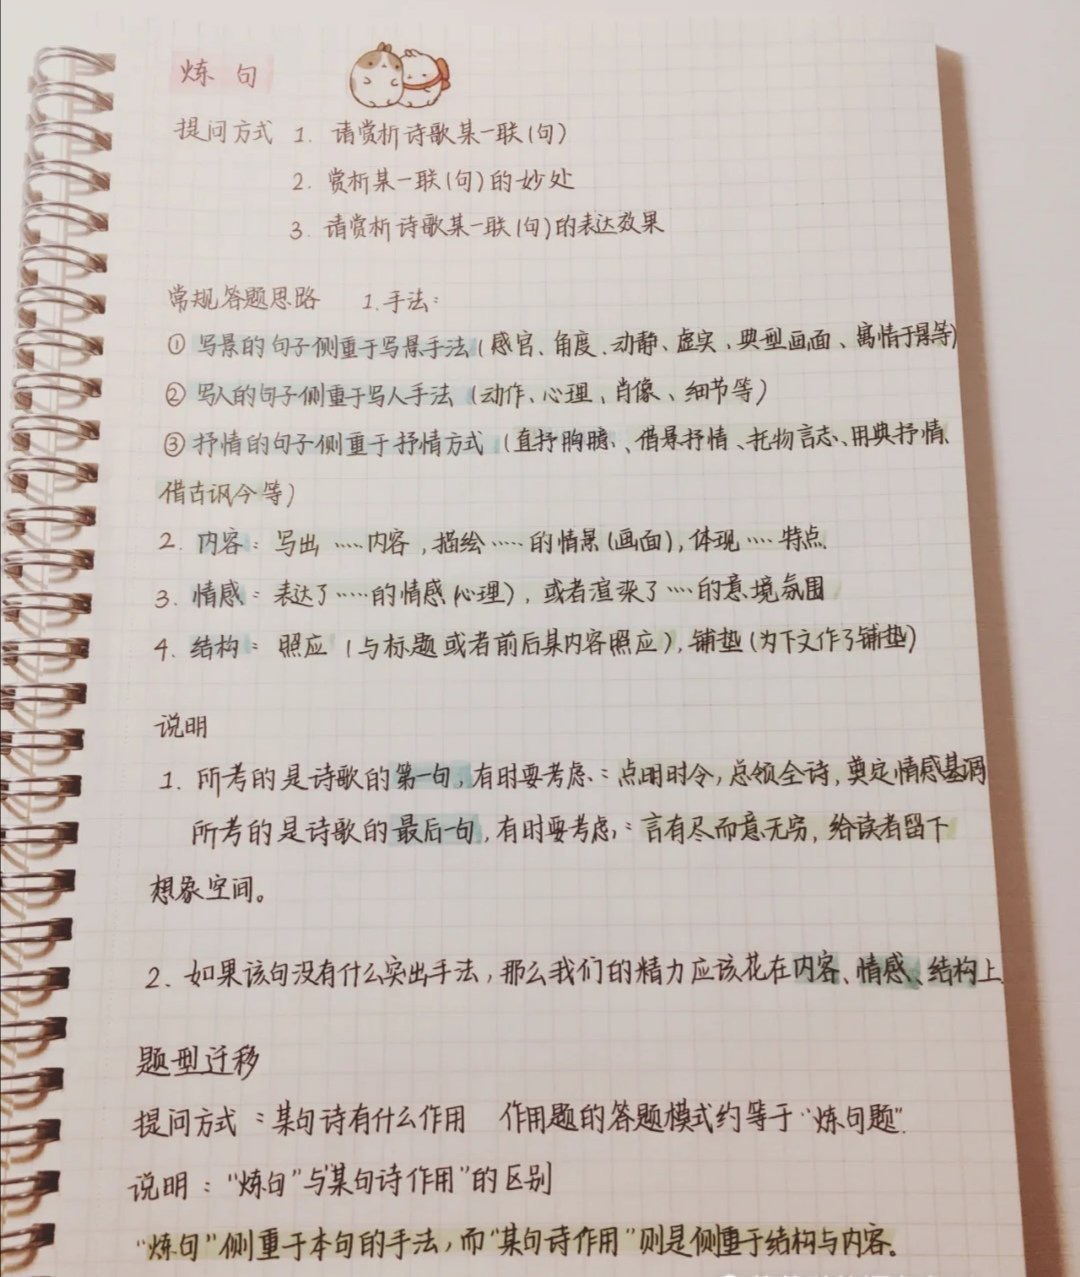 炼 句
提问方式 1. 请赏析诗歌某一联(句)
2. 赏析某一联(句)的妙处
3. 请赏析诗歌某一联(句)的表达效果
常规答题思路 1.手法:
① 写景的句子侧重于写景手法(感官、角度、动静、虚实、典型画面、寓情于景等)
② 写人的句子侧重于写人手法(动作、心理、肖像、细节等)
③ 抒情的句子侧重于抒情方式(直抒胸臆、借景抒情、托物言志、用典抒情、
借古讽今等)
2. 内容: 写出……内容,描绘……的情景(画面),体现……特点.
3. 情感: 表达了……的情感(心理),或者渲染了……的意境氛围
4. 结构: 照应(与标题或者前后某内容照应),铺垫(为下文作了铺垫)
说明
1. 所考的是诗歌的第一句,有时要考虑:点明时令,总领全诗,奠定情感基调
所考的是诗歌的最后一句,有时要考虑:言有尽而意无穷,给读者留下
想象空间。
2. 如果该句没有什么突出手法,那么我们的精力应该花在内容、情感、结构上
题型迁移
提问方式:某句诗有什么作用 作用题的答题模式约等于“炼句题”.
说明:“炼句”与“某句诗作用”的区别
“炼句”侧重于本句的手法,而“某句诗作用”则是侧重于结构与内容。